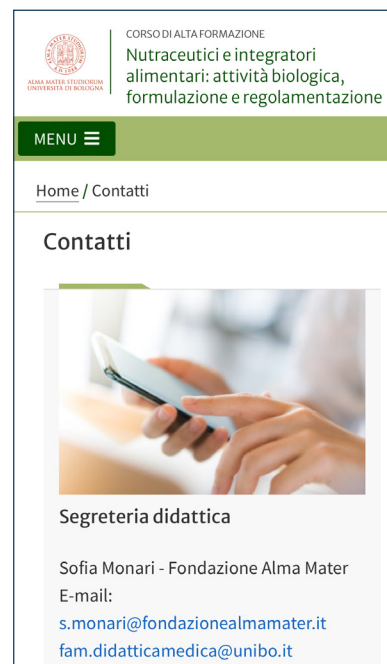 CORSO DI ALTA FORMAZIONE
Nutraceutici e integratori
alimentari: attività biologica,
formulazione e regolamentazione
ALMA MATER STUDIORUM
UNIVERSITÀ DI BOLOGNA
MENU
Home / Contatti
Contatti
Segreteria didattica
Sofia Monari - Fondazione Alma Mater
E-mail:
s.monari@fondazionealmamater.it
fam.didatticamedica@unibo.it